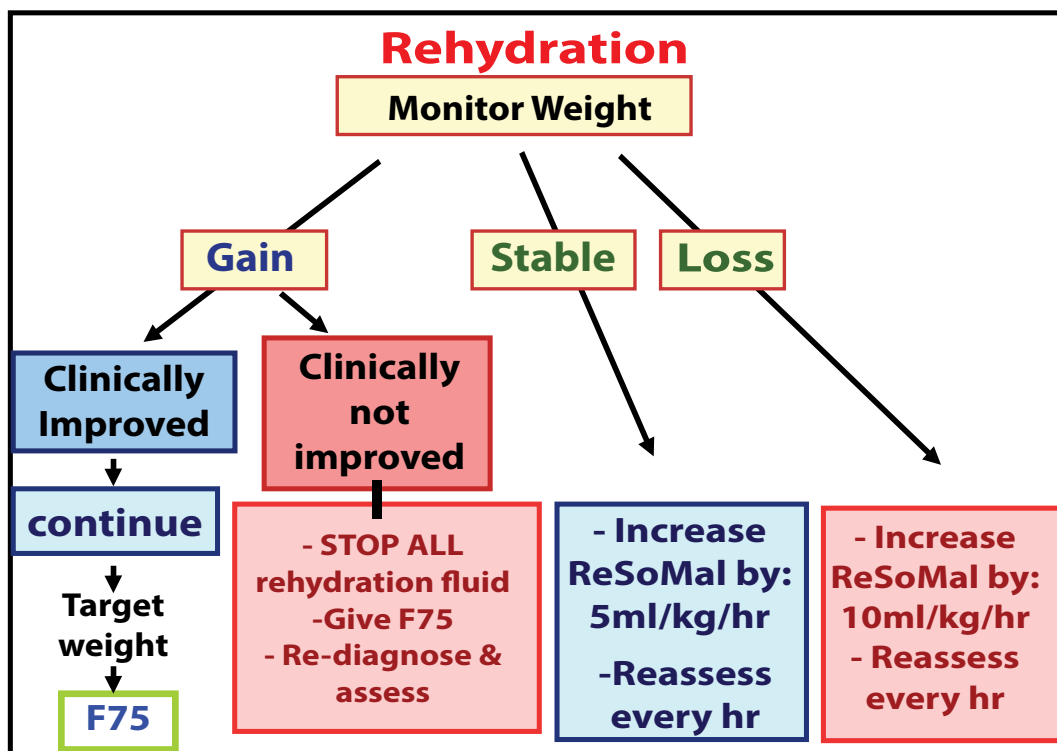 Rehydration
Monitor Weight
Gain
Stable
Loss
Clinically
Improved
continue
Target
weight
F75
Clinically
not
improved
- STOP ALL
rehydration fluid
-Give F75
- Re-diagnose &
assess
- Increase
ReSoMal by:
5ml/kg/hr
-Reassess
every hr
- Increase
ReSoMal by:
10ml/kg/hr
- Reassess
every hr